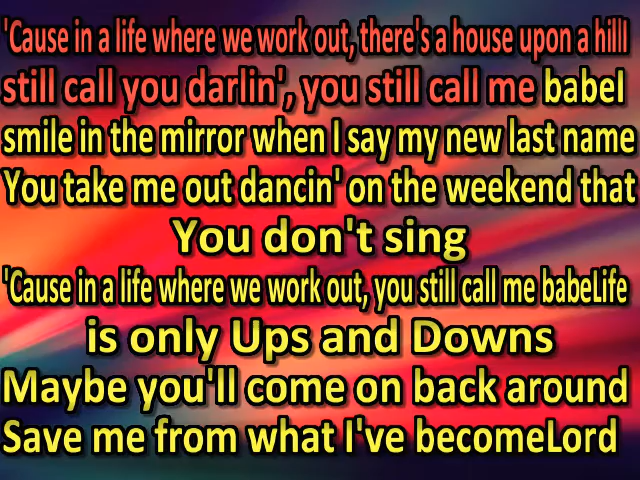 'Cause in a life where we work out, there's a house upon a hillI
still call you darlin', you still call me babeI
smile in the mirror when I say my new last name
You take me out dancin' on the weekend that
You don't sing
'Cause in a life where we work out, you still call me babeLife
is only Ups and Downs
Maybe you'll come on back around
Save me from what I've becomeLord